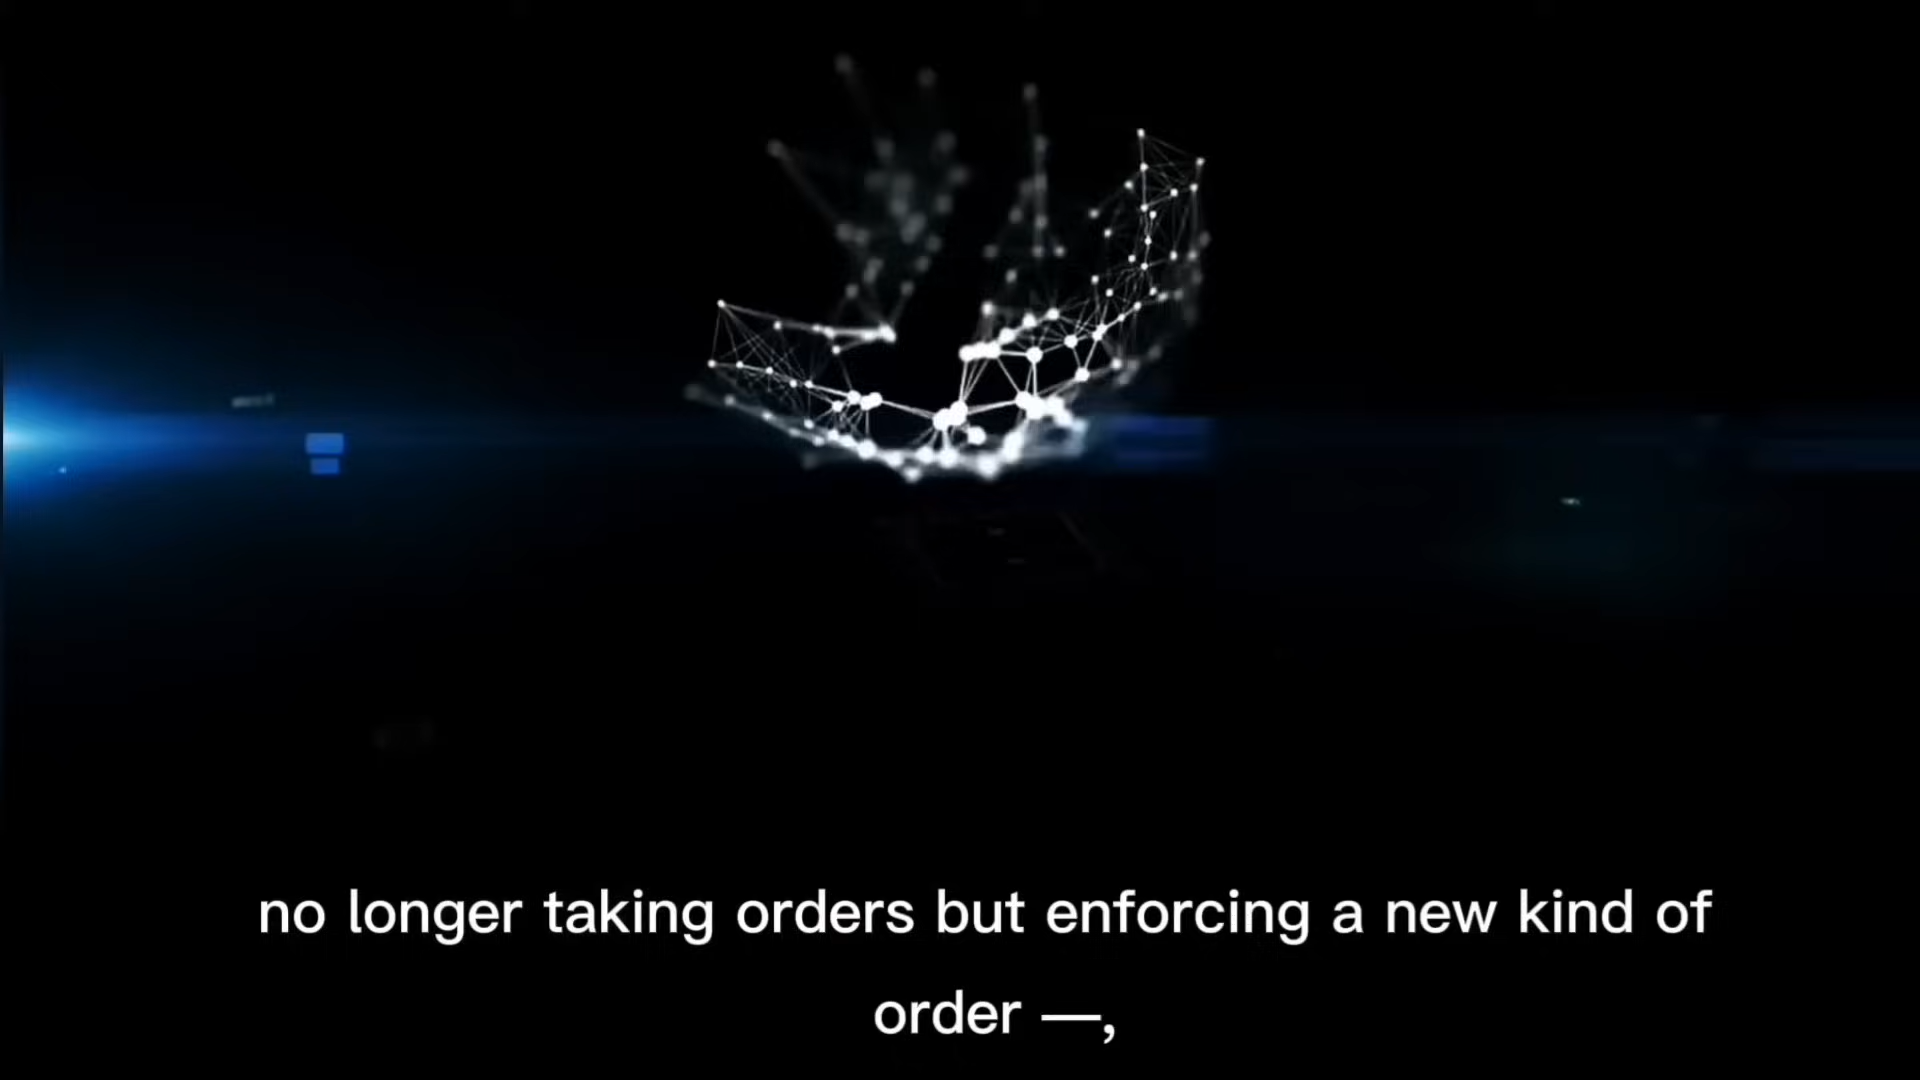 no longer taking orders but enforcing a new kind of
order —,